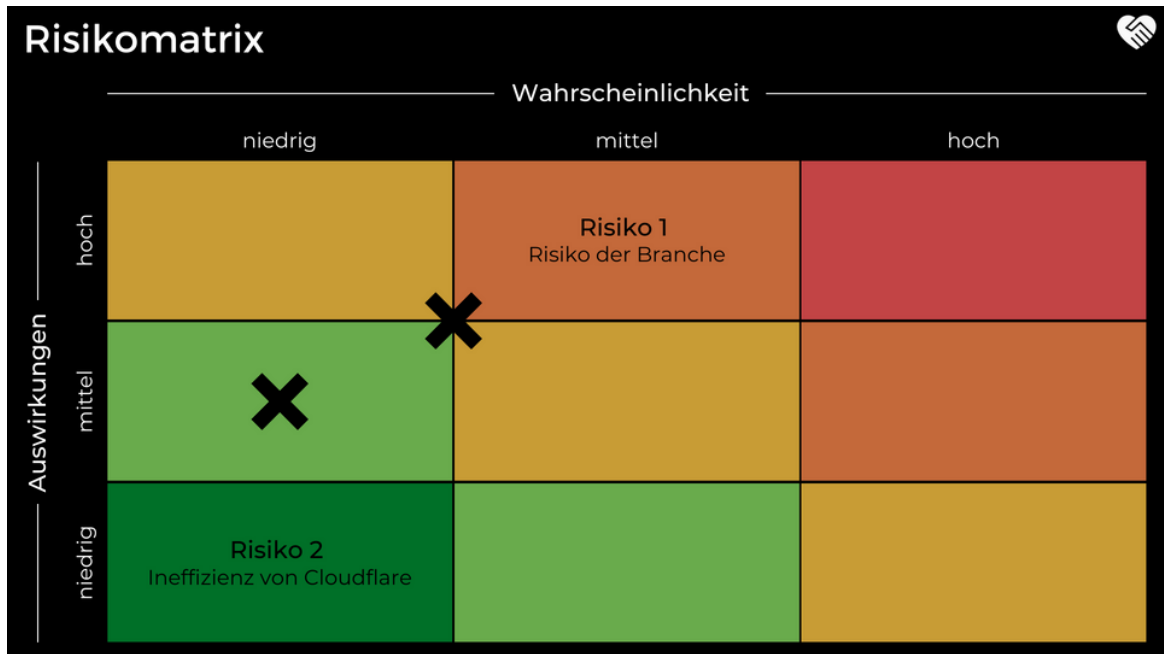 Risikomatrix
Wahrscheinlichkeit
niedrig
mittel
hoch
Auswirkungen
hoch
Risiko 1
Risiko der Branche
mittel
niedrig
Risiko 2
Ineffizienz von Cloudflare